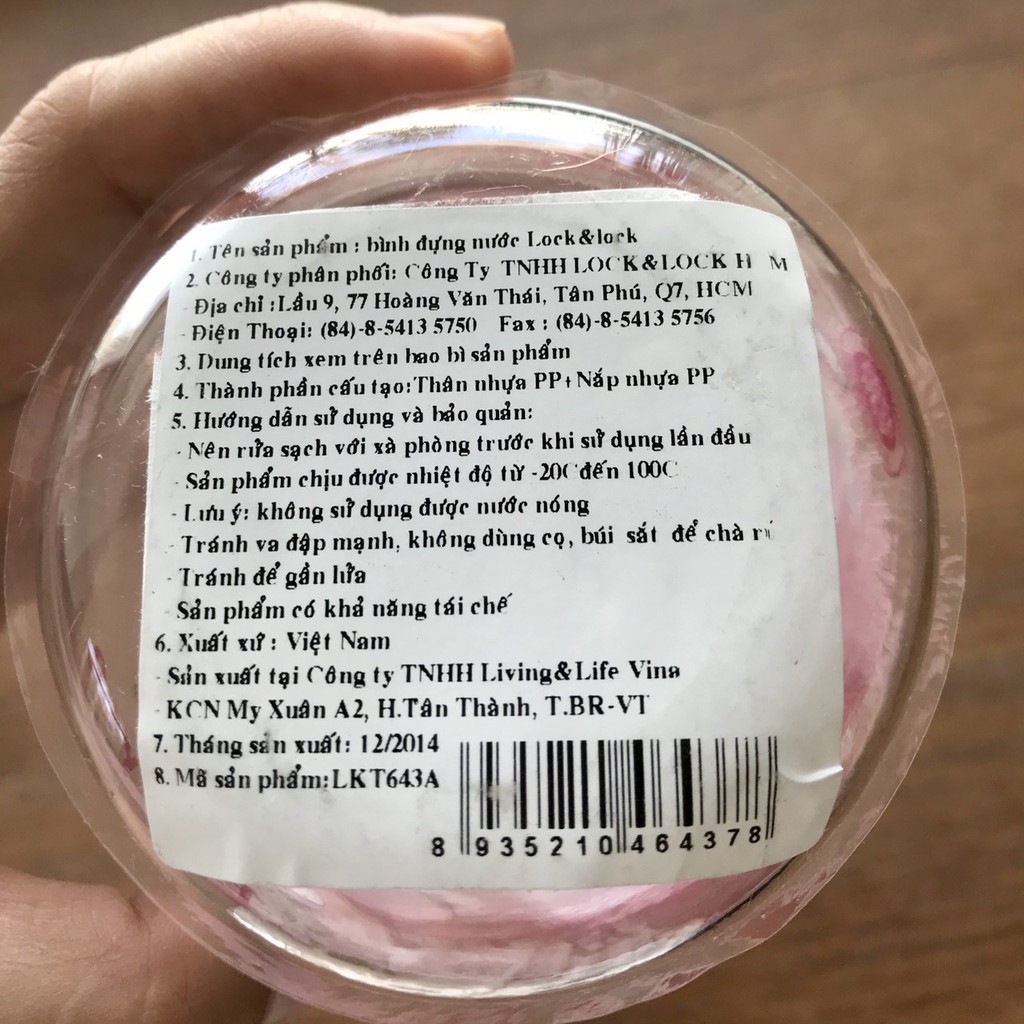 1. Tên sản phẩm : bình đựng nước Lock&lock
2. Công ty phân phối: Công Ty TNHH LOCK&LOCK H M
- Địa chỉ :Lầu 9, 77 Hoàng Văn Thái, Tân Phú, Q7, HCM
- Điện Thoại: (84)-8-5413 5750 Fax : (84)-8-5413 5756
3. Dung tích xem trên bao bì sản phẩm
4. Thành phần cấu tạo:Thân nhựa PP+Nắp nhựa PP
5. Hướng dẫn sử dụng và bảo quản:
- Nên rửa sạch với xà phòng trước khi sử dụng lần đầu
- Sản phẩm chịu được nhiệt độ từ -20C đến 100C
- Lưu ý: không sử dụng được nước nóng
- Tránh va đập mạnh, không dùng cọ, búi sắt để chà
- Tránh để gần lửa
- Sản phẩm có khả năng tái chế
6. Xuất xứ : Việt Nam
- Sản xuất tại Công ty TNHH Living&Life Vina
- KCN My Xuân A2, H.Tân Thành, T.BR-VT
7. Tháng sản xuất: 12/2014
8. Mã sản phẩm:LKT643A
8 935210 464378